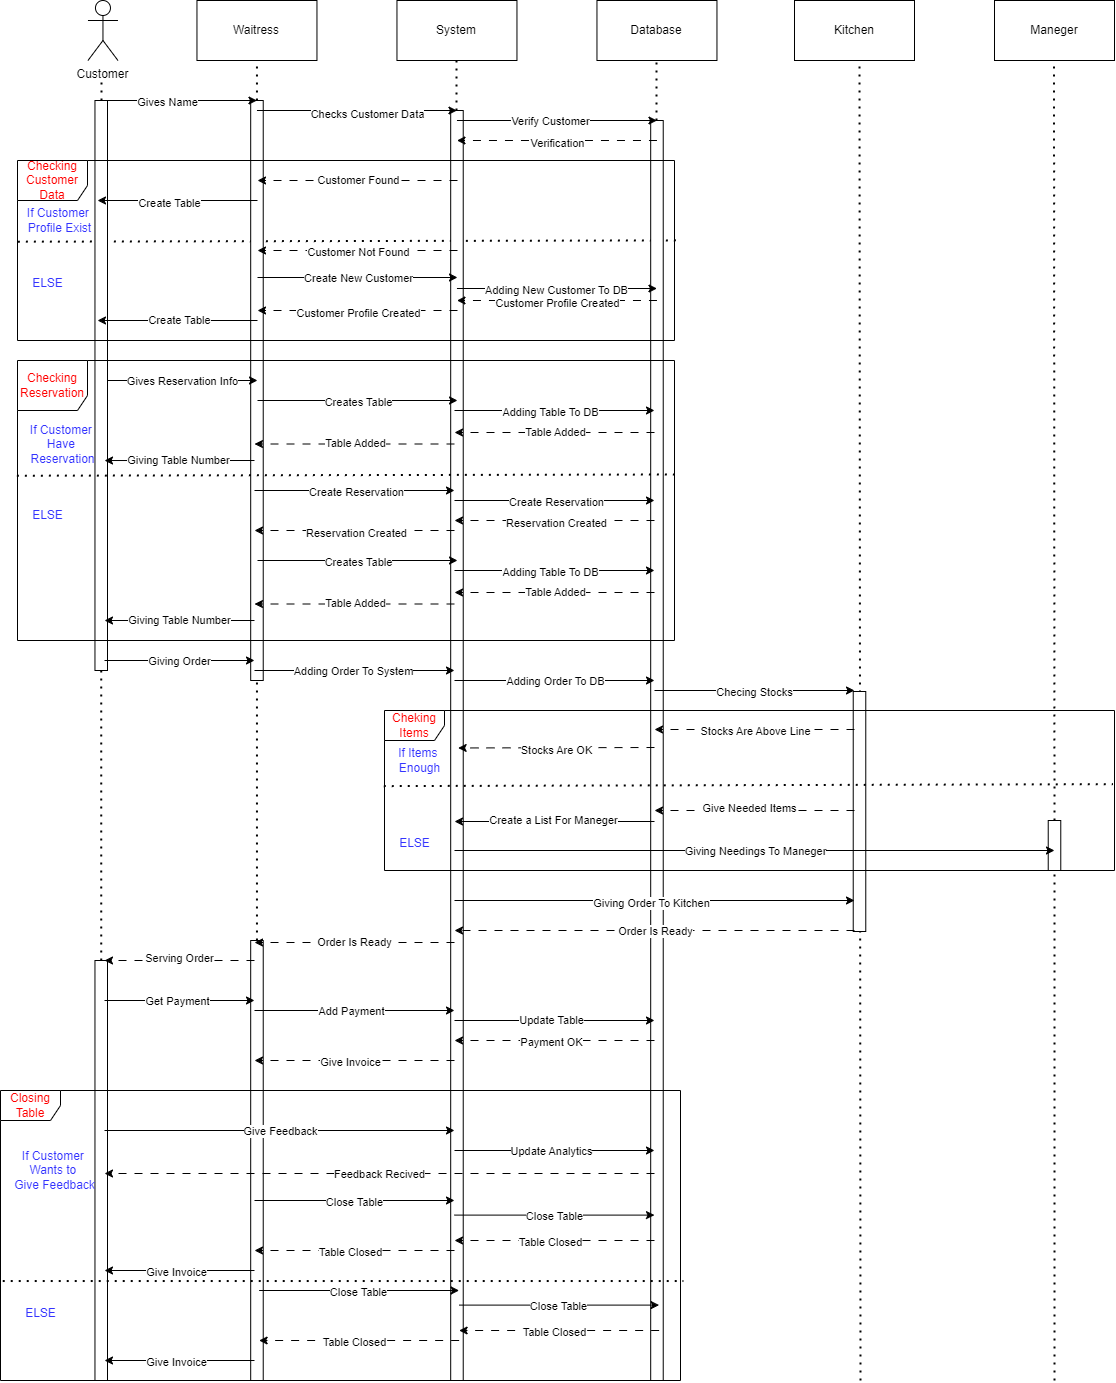 Customer
Waitress
System
Database
Kitchen
Maneger
Gives Name
Checks Customer Data
Verify Customer
Verification
Checking
Customer
Data
Customer Found
Create Table
If Customer
Profile Exist
Customer Not Found
ELSE
Create New Customer
Adding New Customer To DB
Customer Profile Created
Customer Profile Created
Create Table
Checking
Reservation
Gives Reservation Info
Creates Table
Adding Table To DB
If Customer
Have
Reservation
Table Added
Table Added
Giving Table Number
Create Reservation
Create Reservation
ELSE
Reservation Created
Reservation Created
Creates Table
Adding Table To DB
Table Added
Table Added
Giving Table Number
Giving Order
Adding Order To System
Adding Order To DB
Checing Stocks
Cheking
Items
Stocks Are Above Line
If Items
Enough
Stocks Are OK
Give Needed Items
Create a List For Maneger
ELSE
Giving Needings To Maneger
Giving Order To Kitchen
Order Is Ready
Order Is Ready
Serving Order
Get Payment
Add Payment
Update Table
Payment OK
Give Invoice
Closing
Table
Give Feedback
Update Analytics
If Customer
Wants to
Give Feedback
Feedback Recived
Close Table
Close Table
Table Closed
Table Closed
Give Invoice
Close Table
Close Table
ELSE
Table Closed
Table Closed
Give Invoice